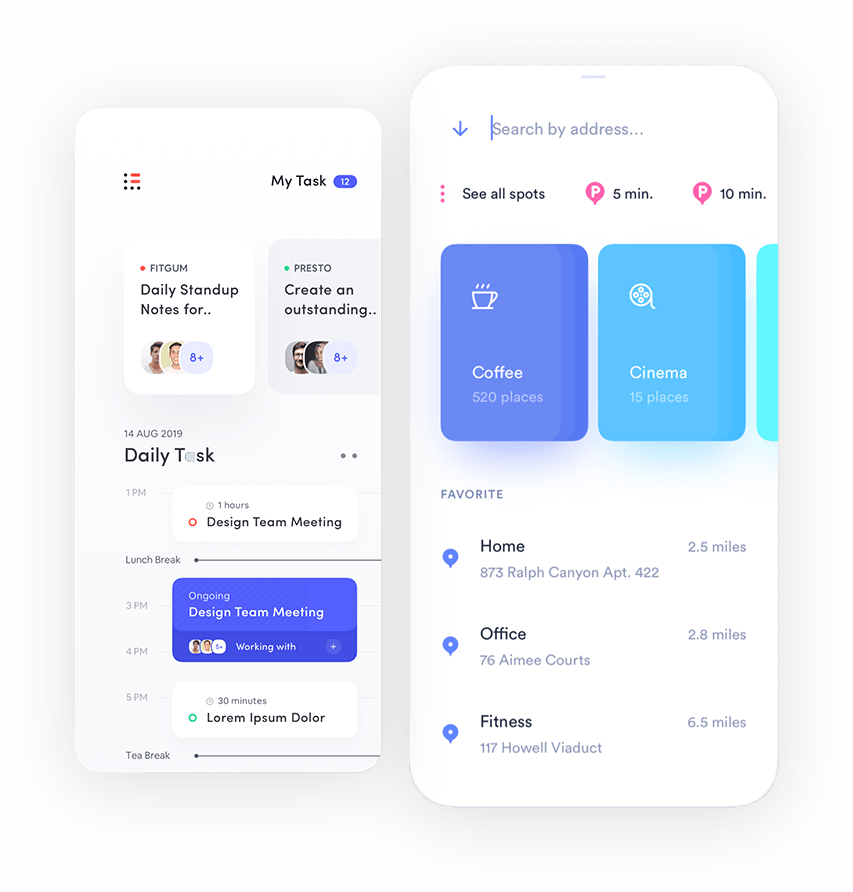 My Task 12
FITGUM
Daily Standup
Notes for..
8+
PRESTO
Create an
outstanding..
8+
14 AUG 2019
Daily Task
1 PM
1 hours
Design Team Meeting
Lunch Break
3 PM
Ongoing
Design Team Meeting
4 PM
5+ Working with +
5 PM
30 minutes
Lorem Ipsum Dolor
Tea Break
Search by address...
See all spots
P 5 min.
P 10 min.
Coffee
520 places
Cinema
15 places
FAVORITE
Home 2.5 miles
873 Ralph Canyon Apt. 422
Office 2.8 miles
76 Aimee Courts
Fitness 6.5 miles
117 Howell Viaduct